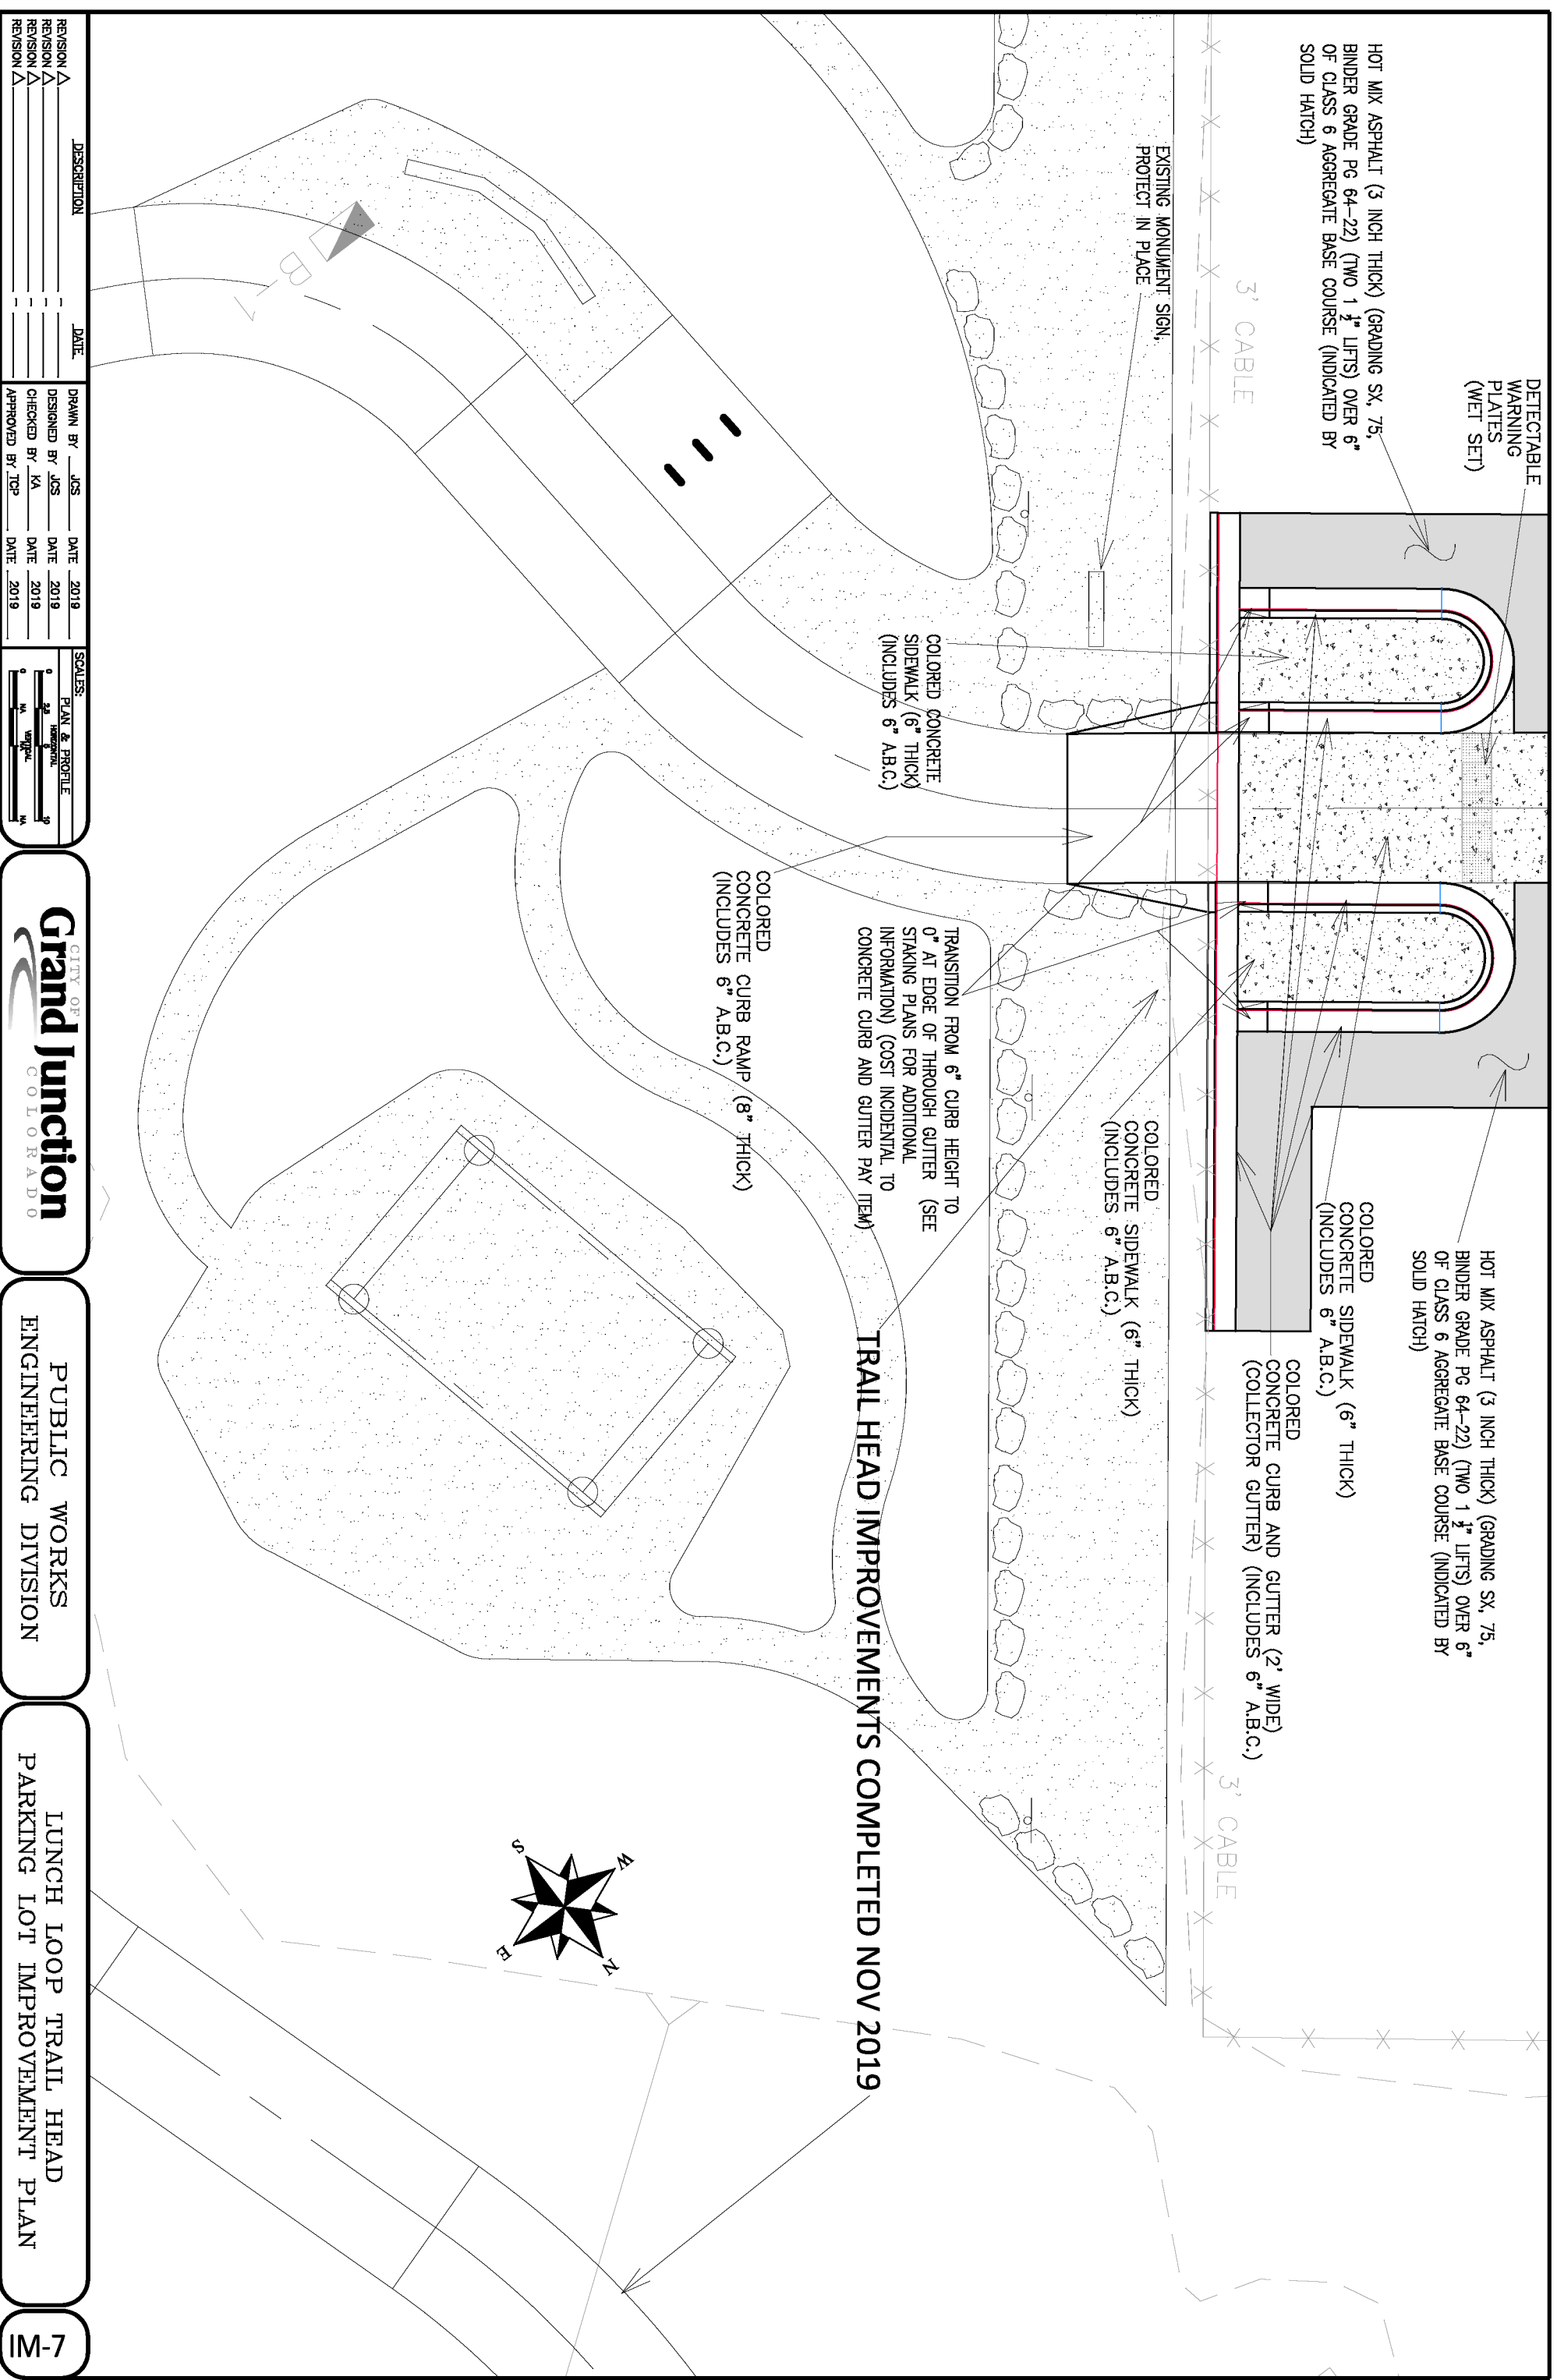 HOT MIX ASPHALT (3 INCH THICK) (GRADING SX, 75,
BINDER GRADE PG 64-22) (TWO 1 1/2" LIFTS) OVER 6"
OF CLASS 6 AGGREGATE BASE COURSE (INDICATED BY
SOLID HATCH)
DETECTABLE
WARNING
PLATES
(WET SET)
HOT MIX ASPHALT (3 INCH THICK) (GRADING SX, 75,
BINDER GRADE PG 64-22) (TWO 1 1/2" LIFTS) OVER 6"
OF CLASS 6 AGGREGATE BASE COURSE (INDICATED BY
SOLID HATCH)
COLORED
CONCRETE SIDEWALK (6" THICK)
(INCLUDES 6" A.B.C.)
COLORED
CONCRETE CURB AND GUTTER (2' WIDE)
(COLLECTOR GUTTER) (INCLUDES 6" A.B.C.)
3' CABLE
3' CABLE
EXISTING MONUMENT SIGN,
PROTECT IN PLACE
COLORED
CONCRETE SIDEWALK (6" THICK)
(INCLUDES 6" A.B.C.)
COLORED CONCRETE
SIDEWALK (6" THICK)
(INCLUDES 6" A.B.C.)
TRANSITION FROM 6" CURB HEIGHT TO
0" AT EDGE OF THROUGH GUTTER (SEE
STAKING PLANS FOR ADDITIONAL
INFORMATION) (COST INCIDENTAL TO
CONCRETE CURB AND GUTTER PAY ITEM)
TRAIL HEAD IMPROVEMENTS COMPLETED NOV 2019
COLORED
CONCRETE CURB RAMP (8" THICK)
(INCLUDES 6" A.B.C.)
B-1
W
S
N
E
DESCRIPTION DATE
REVISION
REVISION
REVISION
REVISION
DRAWN BY JCS DATE 2019
DESIGNED BY JCS DATE 2019
CHECKED BY KA DATE 2019
APPROVED BY TCP DATE 2019
SCALES:
PLAN & PROFILE
HORIZONTAL
0 2.5 5 10
VERTICAL
0 NA NA NA
CITY OF
Grand Junction
COLORADO
PUBLIC WORKS
ENGINEERING DIVISION
LUNCH LOOP TRAIL HEAD
PARKING LOT IMPROVEMENT PLAN
IM-7